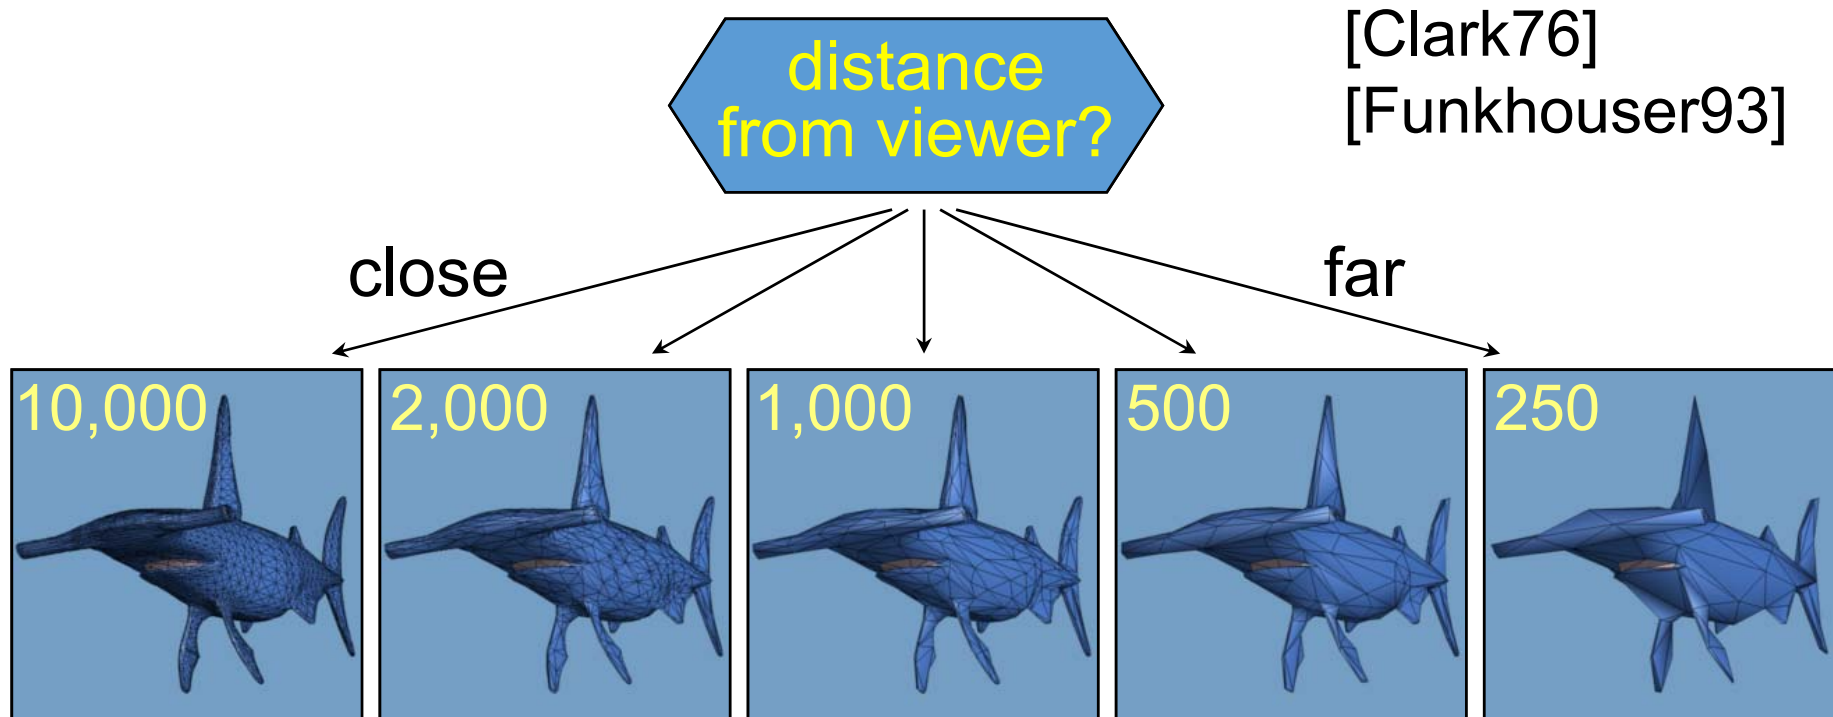 distance
from viewer?
[Clark76]
[Funkhouser93]
close
far
10,000
2,000
1,000
500
250